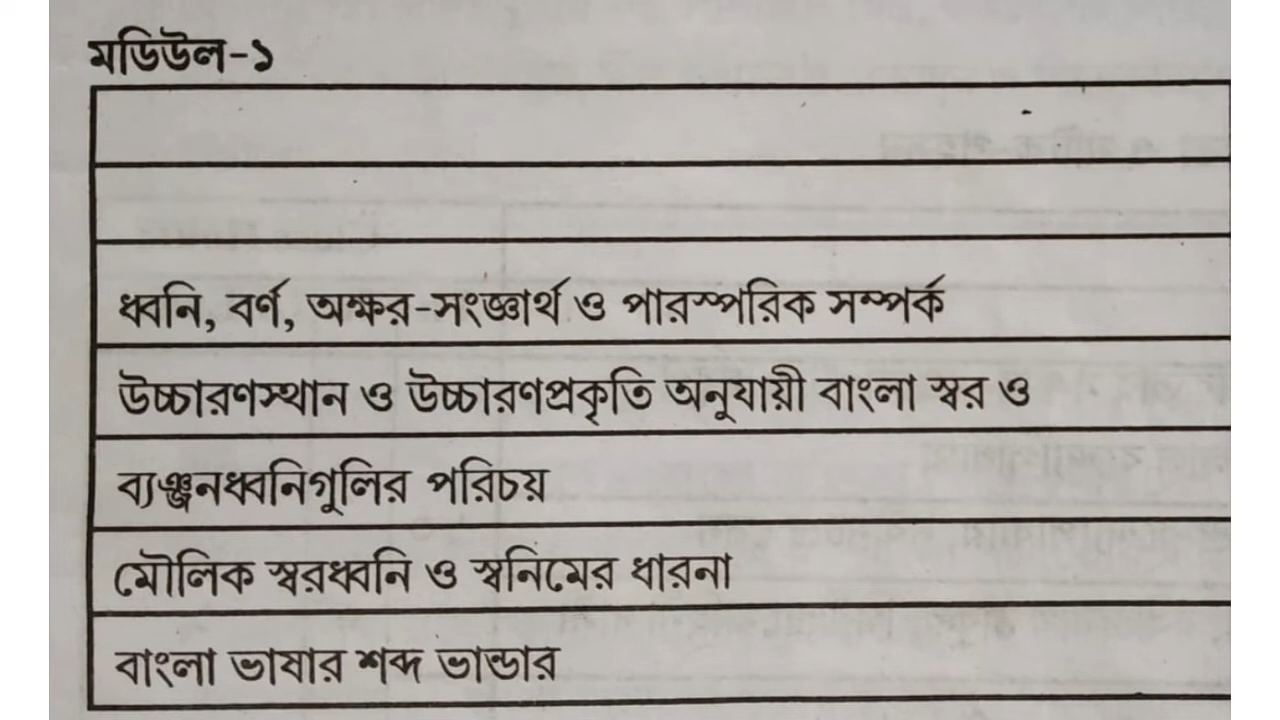 মডিউল-১
ধ্বনি, বর্ণ, অক্ষর-সংজ্ঞার্থ ও পারস্পরিক সম্পর্ক
উচ্চারণস্থান ও উচ্চারণপ্রকৃতি অনুযায়ী বাংলা স্বর ও
ব্যঞ্জনধ্বনিগুলির পরিচয়
মৌলিক স্বরধ্বনি ও স্বনিমের ধারনা
বাংলা ভাষার শব্দ ভান্ডার